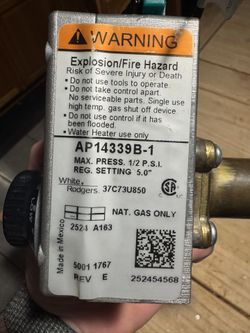 WARNING
Explosion/Fire Hazard
Risk of Severe Injury or Death
• Do not use tools to operate.
• Do not take control apart.
No serviceable parts. Single use
high temp. gas shut off device.
• Do not use control if it has
been flooded.
• Water Heater use only
AP14339B-1
MAX. PRESS. 1/2 P.S.I.
REG. SETTING 5.0"
White
Rodgers 37C73U850
NAT. GAS ONLY
2524 A163
Made in Mexico
5001 1767
REV E
252454568